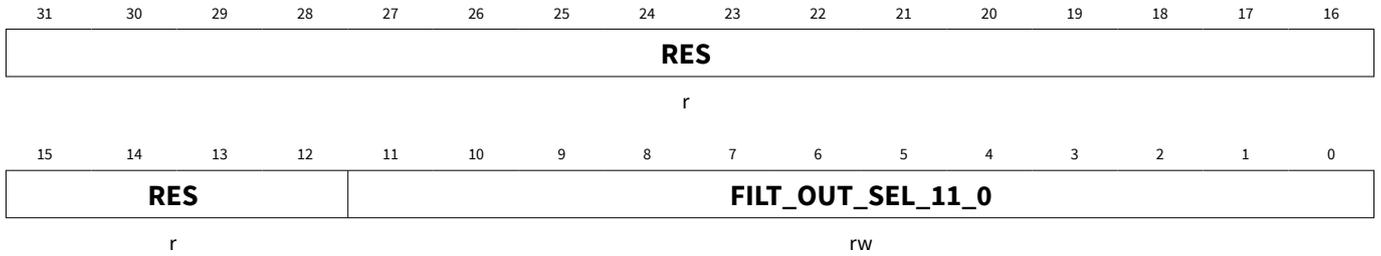 31 30 29 28 27 26 25 24 23 22 21 20 19 18 17 16
RES
r
15 14 13 12 11 10 9 8 7 6 5 4 3 2 1 0
RES FILT_OUT_SEL_11_0
r rw